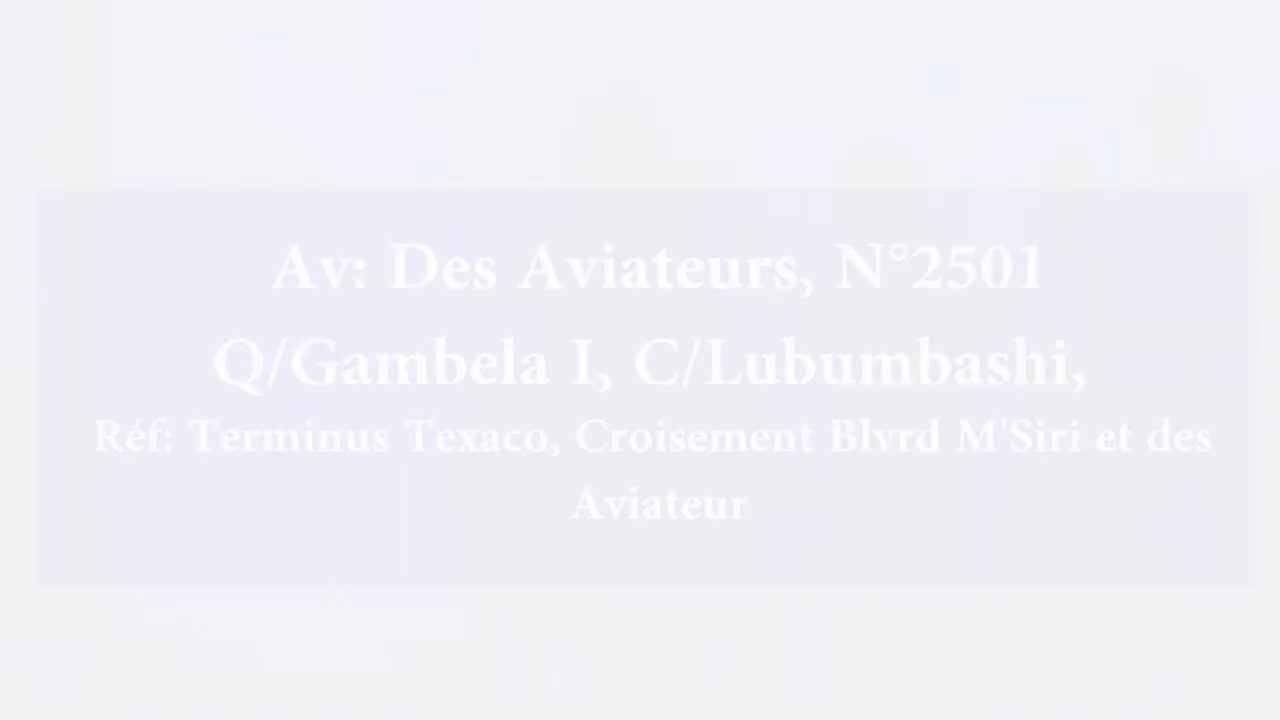 Av: Des Aviateurs, N°2501
Q/Gambela I, C/Lubumbashi,
Réf: Terminus Texaco, Croisement Blvrd M'Siri et des
Aviateur